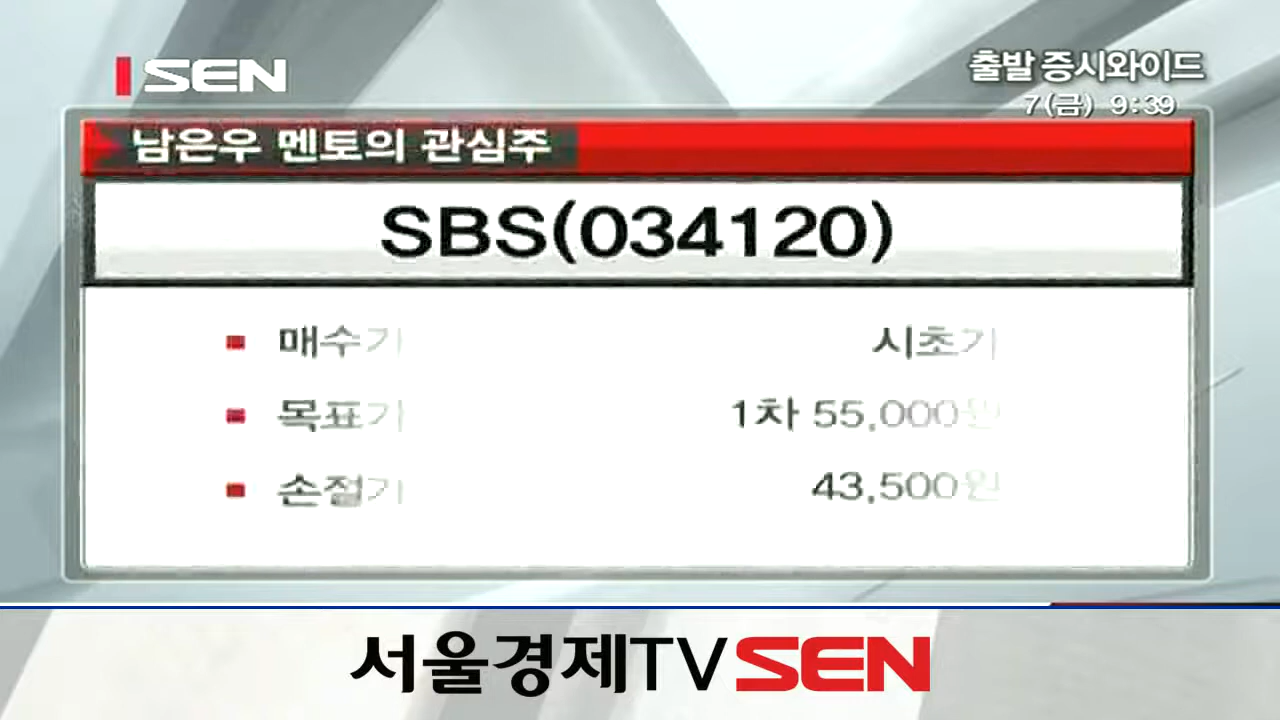 SEN
출발 증시와이드
7(금) 9:39
남은우 멘토의 관심주
SBS(034120)
매수가 시초가
목표가 1차 55,000원
손절가 43,500원
서울경제TV SEN